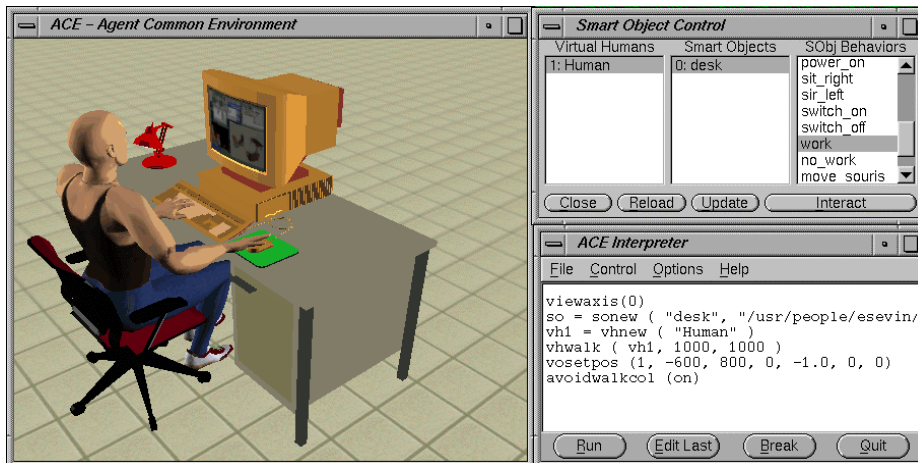 ACE – Agent Common Environment
Smart Object Control
Virtual Humans
Smart Objects
SObj Behaviors
1: Human
0: desk
power_on
sit_right
sir_left
switch_on
switch_off
work
no_work
move_souris
Close
Reload
Update
Interact
ACE Interpreter
File Control Options Help
viewaxis(0)
so = sonew ( "desk", "/usr/people/esevin/
vh1 = vhnew ( "Human" )
vhwalk ( vh1, 1000, 1000 )
vosetpos (1, -600, 800, 0, -1.0, 0, 0)
avoidwalkcol (on)
Run
Edit Last
Break
Quit